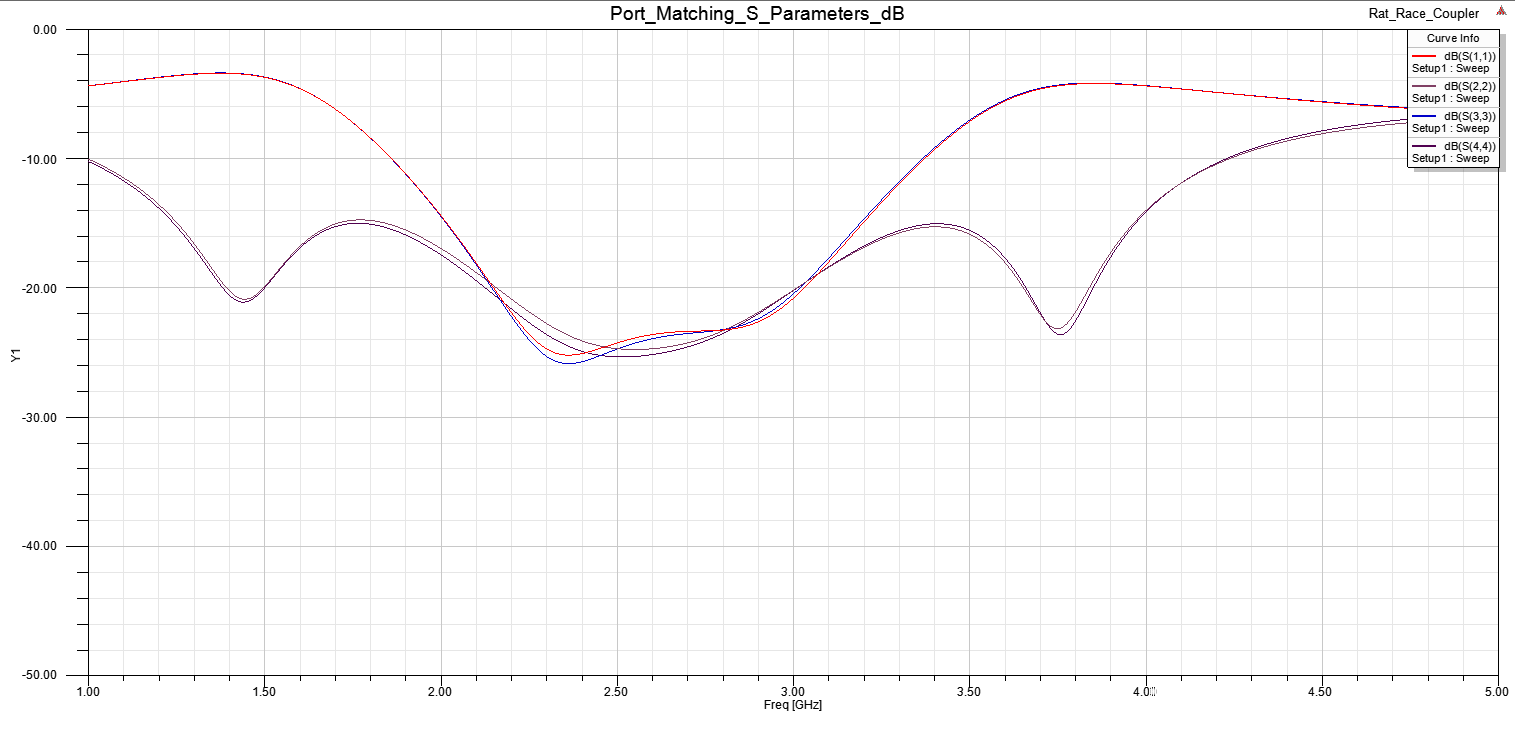 Port_Matching_S_Parameters_dB
Rat_Race_Coupler
Curve Info
dB(S(1,1))
Setup1 : Sweep
dB(S(2,2))
Setup1 : Sweep
dB(S(3,3))
Setup1 : Sweep
dB(S(4,4))
Setup1 : Sweep
0.00
-10.00
-20.00
-30.00
-40.00
-50.00
Y1
1.00 1.50 2.00 2.50 3.00 3.50 4.50 5.00
Freq [GHz]